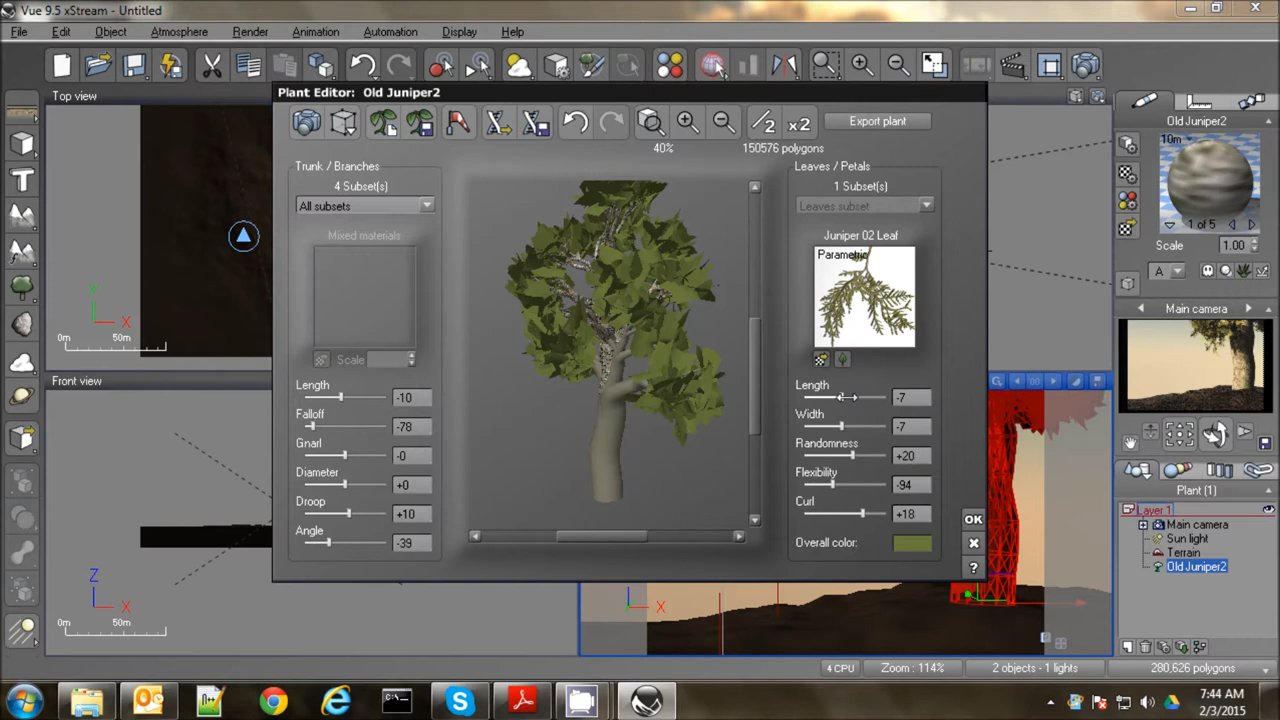 Vue 9.5 xStream - Untitled
File Edit Object Atmosphere Render Animation Automation Display Help
Top view
Y
X
0m 50m
Front view
Z
X
0m 50m
Plant Editor: Old Juniper2
/2 x2
Export plant
40%
150576 polygons
Trunk / Branches
4 Subset(s)
All subsets
Mixed materials
Scale
Length
-10
Falloff
-78
Gnarl
-0
Diameter
+0
Droop
+10
Angle
-39
Leaves / Petals
1 Subset(s)
Leaves subset
Juniper 02 Leaf
Parametric
Length
-7
Width
-7
Randomness
+20
Flexibility
-94
Curl
+18
Overall color:
OK
?
X
00
Old Juniper2
10m
1 of 5
Scale 1.00
A
Main camera
Plant (1)
Layer 1
Main camera
Sun light
Terrain
Old Juniper2
4 CPU Zoom : 114% 2 objects - 1 lights 280,626 polygons
7:44 AM
2/3/2015